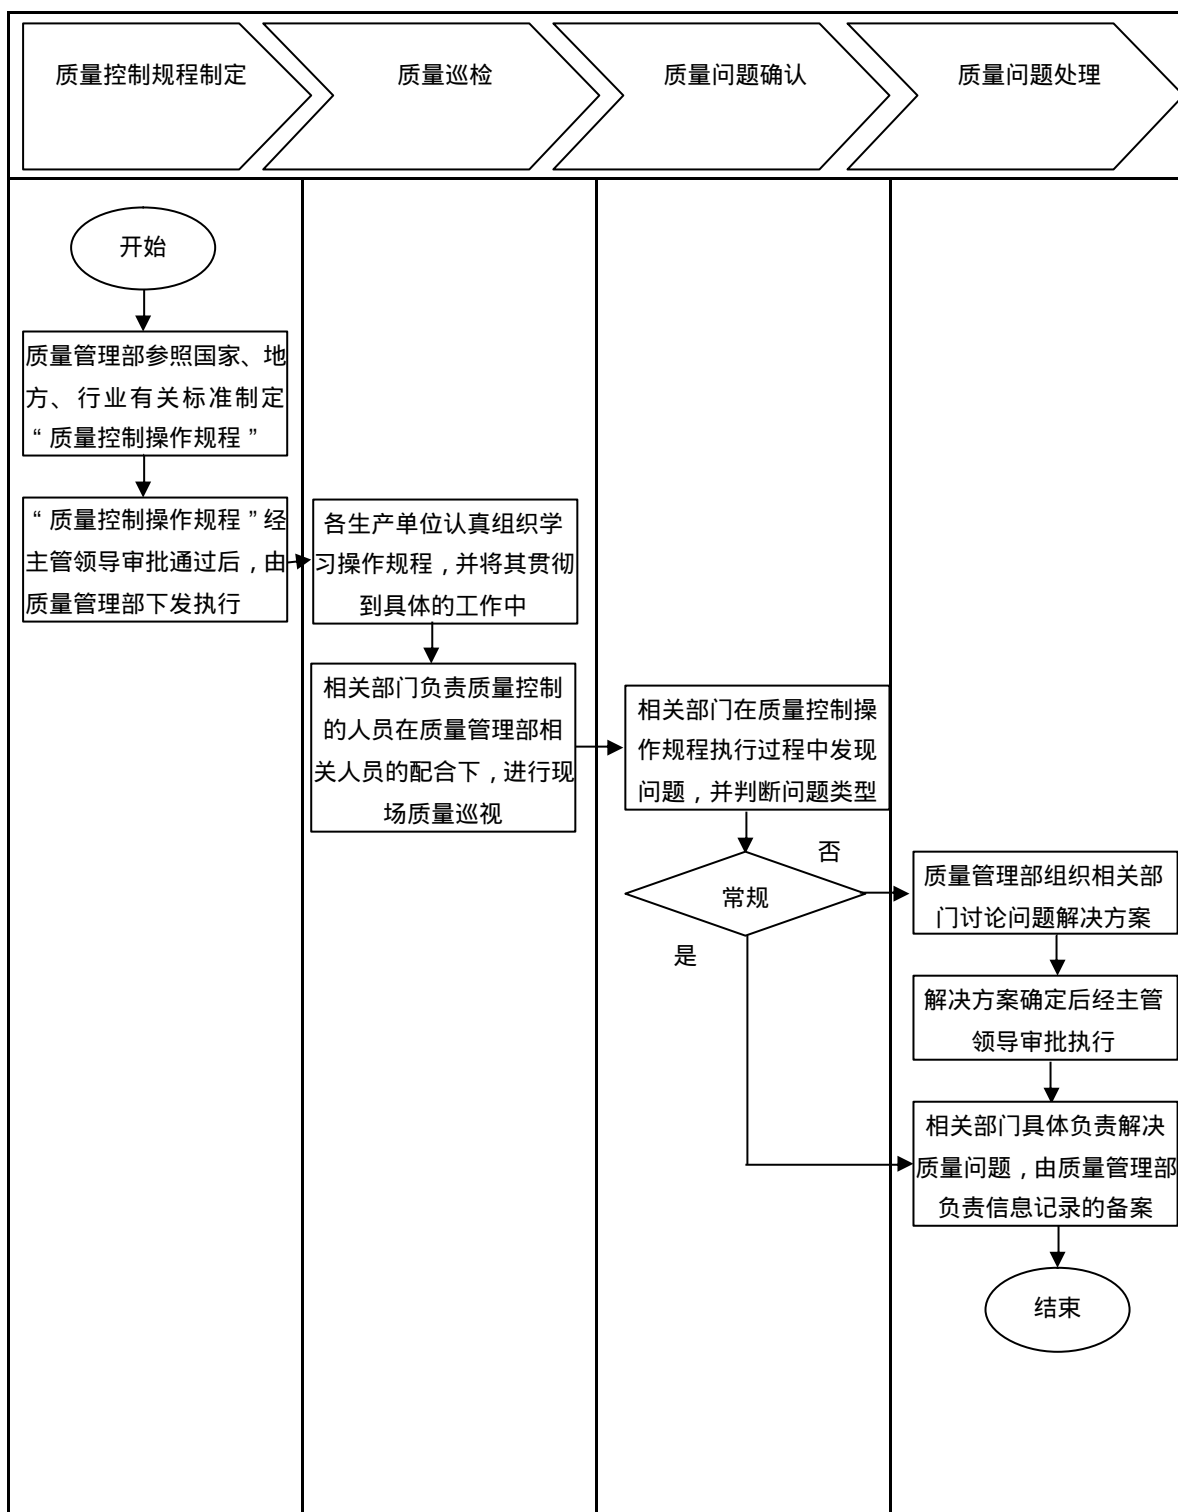 质量控制规程制定
质量巡检
质量问题确认
质量问题处理
开始
质量管理部参照国家、地
方、行业有关标准制定
“质量控制操作规程”
“质量控制操作规程”经
主管领导审批通过后，由
质量管理部下发执行
各生产单位认真组织学
习操作规程，并将其贯彻
到具体的工作中
相关部门负责质量控制
的人员在质量管理部相
关人员的配合下，进行现
场质量巡视
相关部门在质量控制操
作规程执行过程中发现
问题，并判断问题类型
常规
否
是
质量管理部组织相关部
门讨论问题解决方案
解决方案确定后经主管
领导审批执行
相关部门具体负责解决
质量问题，由质量管理部
负责信息记录的备案
结束